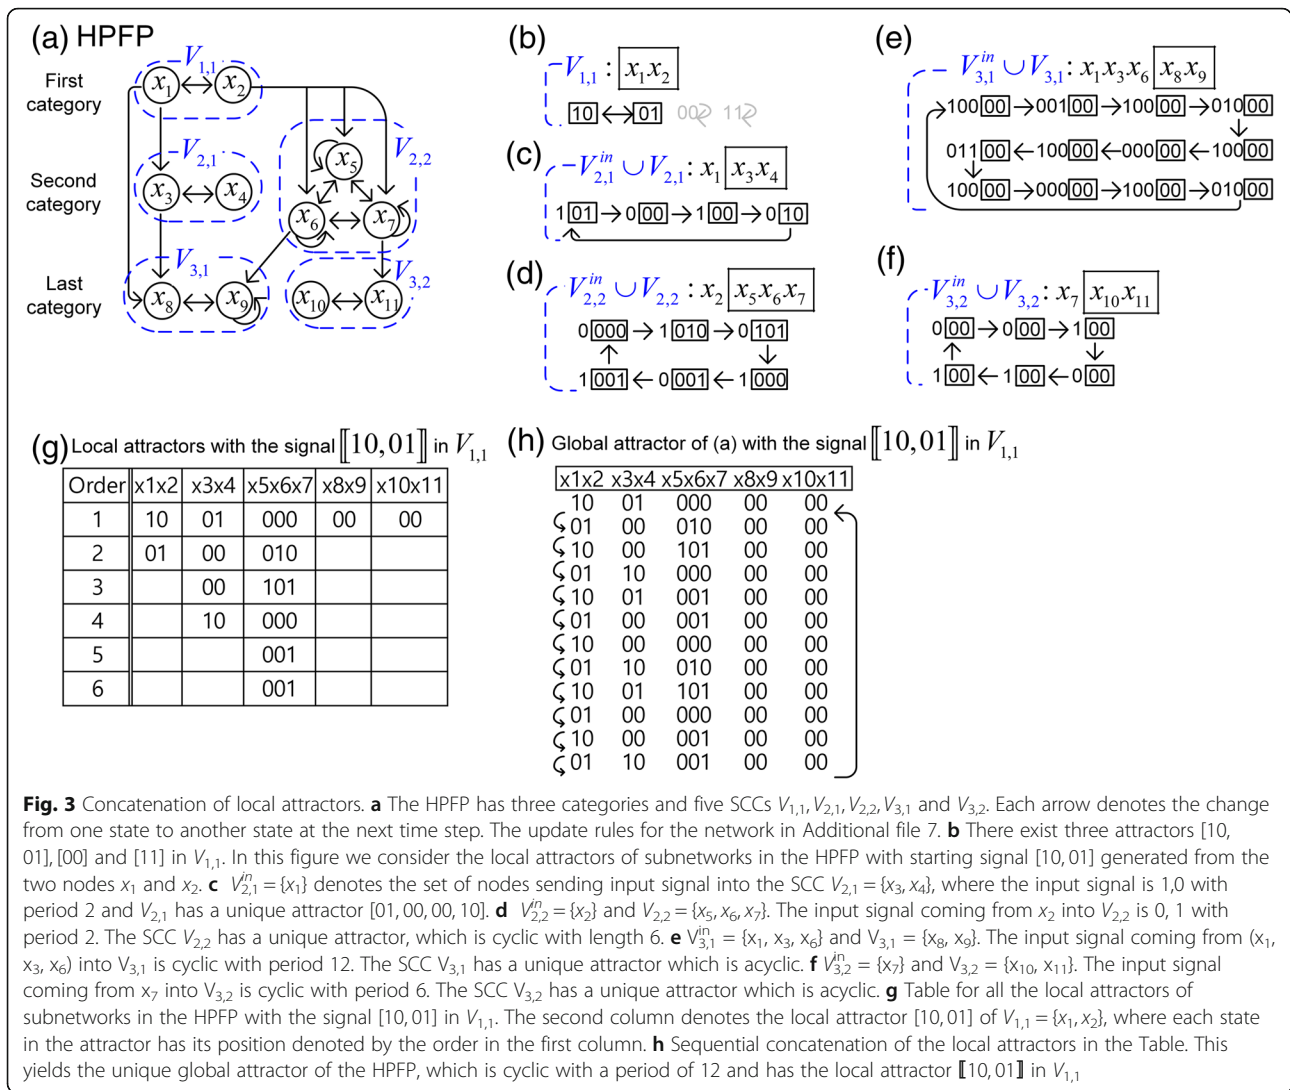 (a) HPFP
First category
Second category
Last category
V1,1
x1 x2
V2,1
x3 x4
V2,2
x5
x6 x7
V3,1
x8 x9
V3,2
x10 x11
(b) V1,1 : x1x2
10 ↔ 01 00 11
(c) V^in_2,1 ∪ V2,1 : x1 x3x4
1 01 → 0 00 → 1 00 → 0 10
(d) V^in_2,2 ∪ V2,2 : x2 x5x6x7
0 000 → 1 010 → 0 101
1 001 ← 0 001 ← 1 000
(e) V^in_3,1 ∪ V3,1 : x1x3x6 x8x9
100 00 → 001 00 → 100 00 → 010 00
011 00 ← 100 00 ← 000 00 ← 100 00
100 00 → 000 00 → 100 00 → 010 00
(f) V^in_3,2 ∪ V3,2 : x7 x10x11
0 00 → 0 00 → 1 00
1 00 ← 1 00 ← 0 00
(g) Local attractors with the signal ⟦10,01⟧ in V1,1
Order x1x2 x3x4 x5x6x7 x8x9 x10x11
1 10 01 000 00 00
2 01 00 010
3 00 101
4 10 000
5 001
6 001
(h) Global attractor of (a) with the signal ⟦10,01⟧ in V1,1
x1x2 x3x4 x5x6x7 x8x9 x10x11
10 01 000 00 00
01 00 010 00 00
10 00 101 00 00
01 10 000 00 00
10 01 001 00 00
01 00 001 00 00
10 00 000 00 00
01 10 010 00 00
10 01 101 00 00
01 00 000 00 00
10 00 001 00 00
01 10 001 00 00
Fig. 3 Concatenation of local attractors. a The HPFP has three categories and five SCCs V1,1, V2,1, V2,2, V3,1 and V3,2. Each arrow denotes the change
from one state to another state at the next time step. The update rules for the network in Additional file 7. b There exist three attractors [10,
01], [00] and [11] in V1,1. In this figure we consider the local attractors of subnetworks in the HPFP with starting signal [10, 01] generated from the
two nodes x1 and x2. c V^in_2,1 = {x1} denotes the set of nodes sending input signal into the SCC V2,1 = {x3, x4}, where the input signal is 1,0 with
period 2 and V2,1 has a unique attractor [01, 00, 00, 10]. d V^in_2,2 = {x2} and V2,2 = {x5, x6, x7}. The input signal coming from x2 into V2,2 is 0, 1 with
period 2. The SCC V2,2 has a unique attractor, which is cyclic with length 6. e V^in_3,1 = {x1, x3, x6} and V3,1 = {x8, x9}. The input signal coming from (x1,
x3, x6) into V3,1 is cyclic with period 12. The SCC V3,1 has a unique attractor which is acyclic. f V^in_3,2 = {x7} and V3,2 = {x10, x11}. The input signal
coming from x7 into V3,2 is cyclic with period 6. The SCC V3,2 has a unique attractor which is acyclic. g Table for all the local attractors of
subnetworks in the HPFP with the signal [10, 01] in V1,1. The second column denotes the local attractor [10, 01] of V1,1 = {x1, x2}, where each state
in the attractor has its position denoted by the order in the first column. h Sequential concatenation of the local attractors in the Table. This
yields the unique global attractor of the HPFP, which is cyclic with a period of 12 and has the local attractor ⟦10, 01⟧ in V1,1